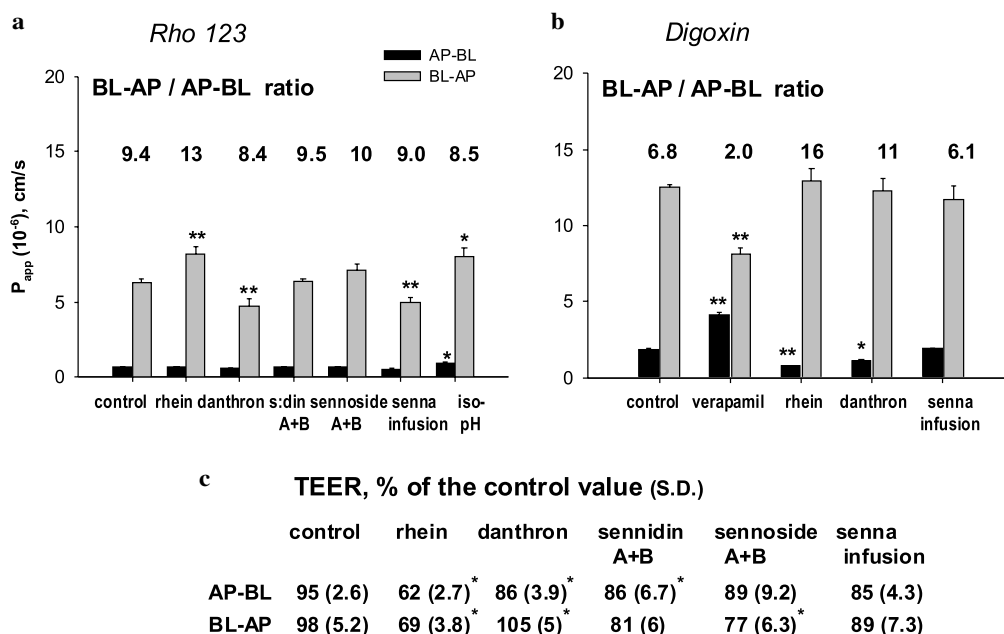 a
Rho 123
AP-BL
BL-AP
BL-AP / AP-BL ratio
9.4 13 8.4 9.5 10 9.0 8.5
P_app (10^-6), cm/s
20
15
10
5
0
** ** ** * *
control rhein danthron s:din sennoside senna iso-
A+B A+B infusion pH
b
Digoxin
BL-AP / AP-BL ratio
6.8 2.0 16 11 6.1
20
15
10
5
0
** ** ** *
control verapamil rhein danthron senna
infusion
c TEER, % of the control value (S.D.)
control rhein danthron sennidin sennoside senna
A+B A+B infusion
AP-BL 95 (2.6) 62 (2.7)* 86 (3.9)* 86 (6.7)* 89 (9.2) 85 (4.3)
BL-AP 98 (5.2) 69 (3.8)* 105 (5)* 81 (6) 77 (6.3)* 89 (7.3)